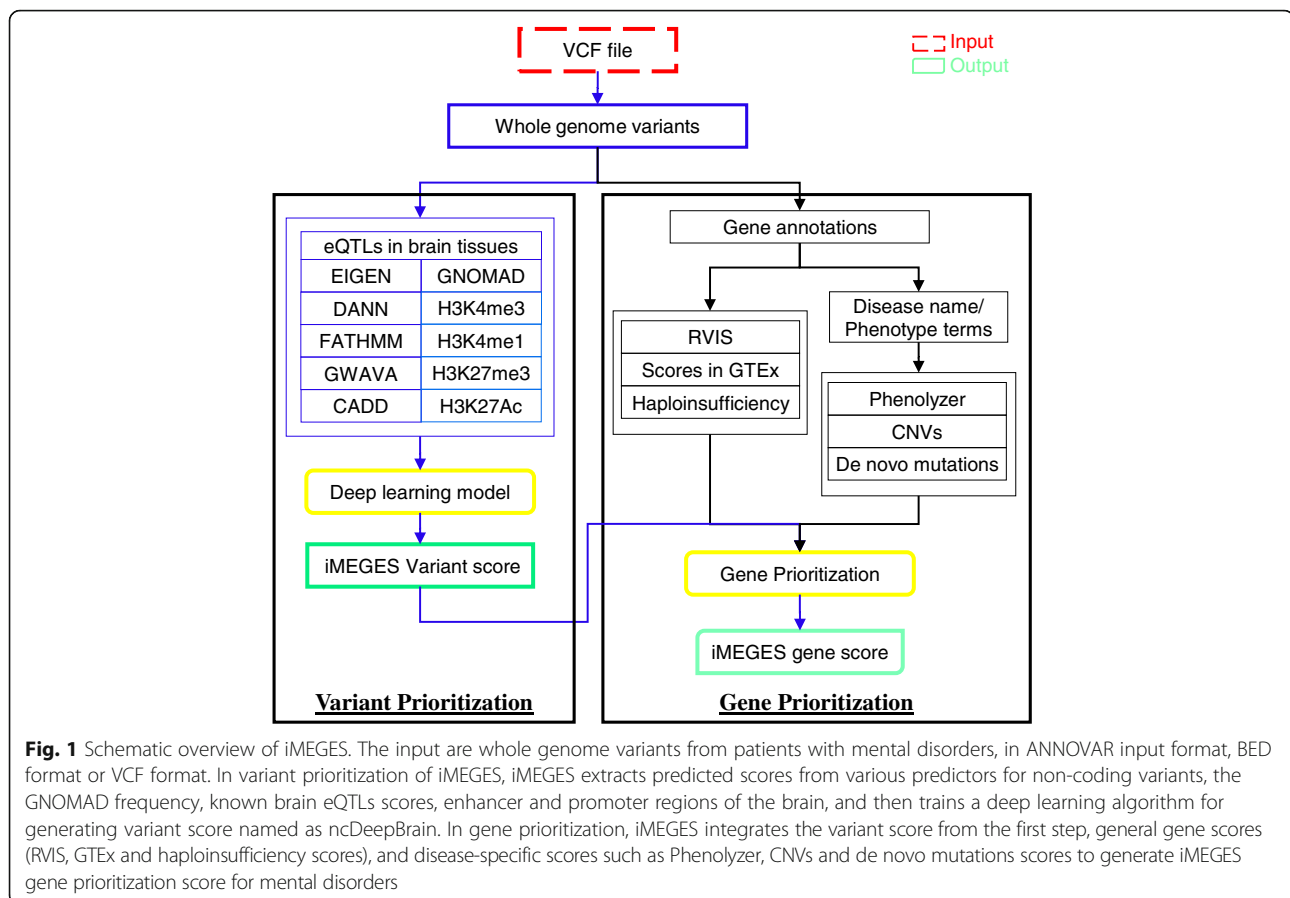 VCF file
Input
Output
Whole genome variants
eQTLs in brain tissues
EIGEN GNOMAD
DANN H3K4me3
FATHMM H3K4me1
GWAVA H3K27me3
CADD H3K27Ac
Deep learning model
iMEGES Variant score
Variant Prioritization
Gene annotations
RVIS
Scores in GTEx
Haploinsufficiency
Disease name/
Phenotype terms
Phenolyzer
CNVs
De novo mutations
Gene Prioritization
iMEGES gene score
Gene Prioritization
Fig. 1 Schematic overview of iMEGES. The input are whole genome variants from patients with mental disorders, in ANNOVAR input format, BED
format or VCF format. In variant prioritization of iMEGES, iMEGES extracts predicted scores from various predictors for non-coding variants, the
GNOMAD frequency, known brain eQTLs scores, enhancer and promoter regions of the brain, and then trains a deep learning algorithm for
generating variant score named as ncDeepBrain. In gene prioritization, iMEGES integrates the variant score from the first step, general gene scores
(RVIS, GTEx and haploinsufficiency scores), and disease-specific scores such as Phenolyzer, CNVs and de novo mutations scores to generate iMEGES
gene prioritization score for mental disorders